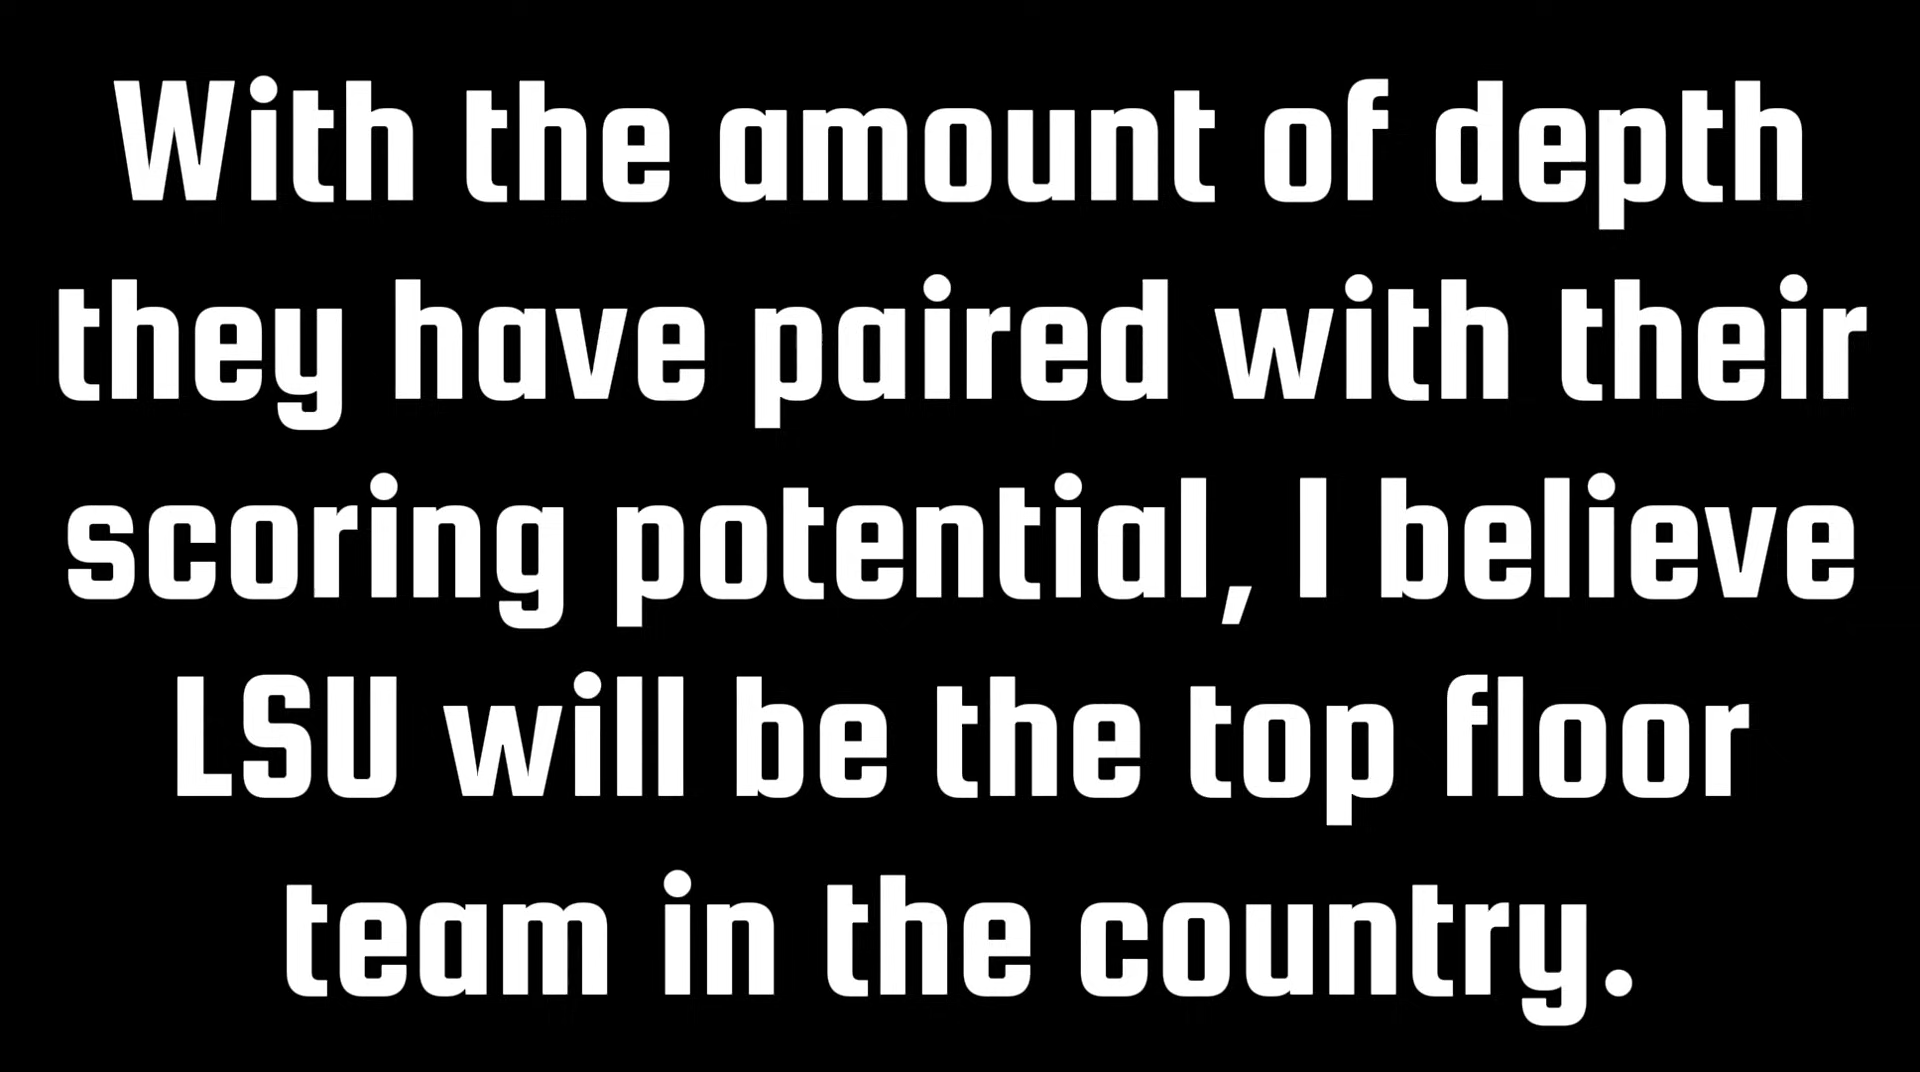 With the amount of depth
they have paired with their
scoring potential, I believe
LSU will be the top floor
team in the country.